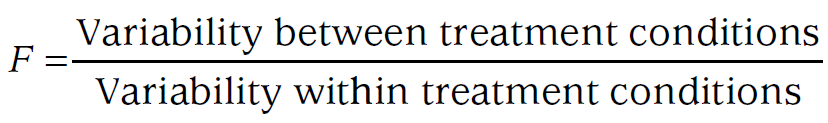 F = Variability between treatment conditions
Variability within treatment conditions